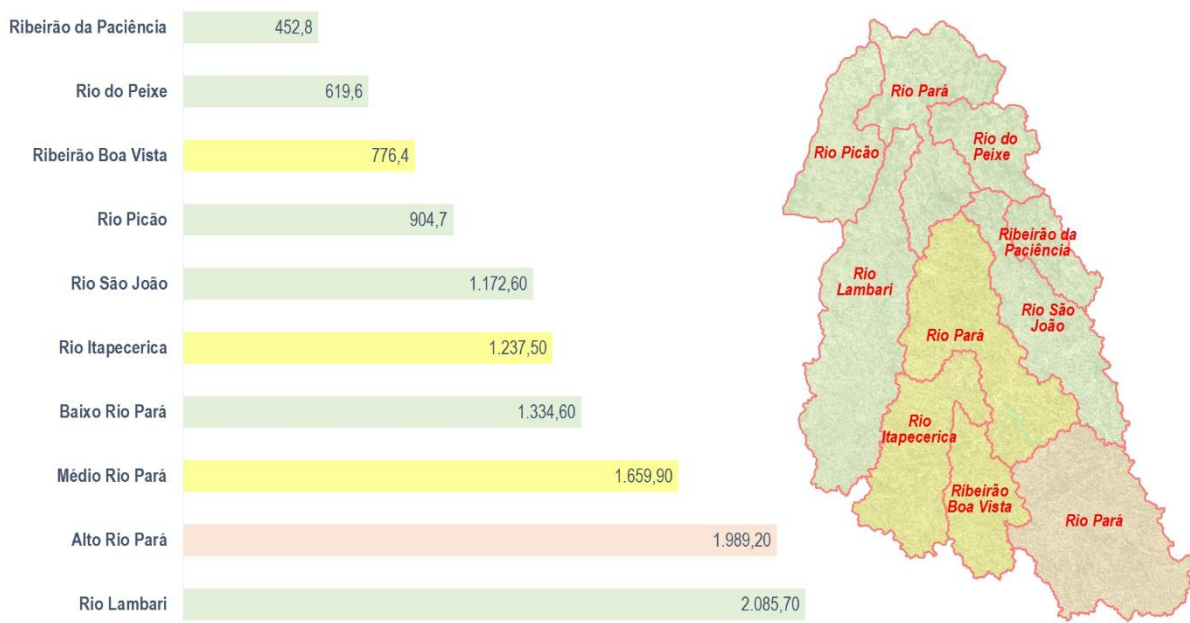 Ribeirão da Paciência 452,8
Rio do Peixe 619,6
Ribeirão Boa Vista 776,4
Rio Picão 904,7
Rio São João 1.172,60
Rio Itapecerica 1.237,50
Baixo Rio Pará 1.334,60
Médio Rio Pará 1.659,90
Alto Rio Pará 1.989,20
Rio Lambari 2.085,70
Rio Pará
Rio do
Peixe
Rio Picão
Ribeirão da
Paciência
Rio
Lambari
Rio São
João
Rio Pará
Rio
Itapecerica
Ribeirão
Boa Vista
Rio Pará